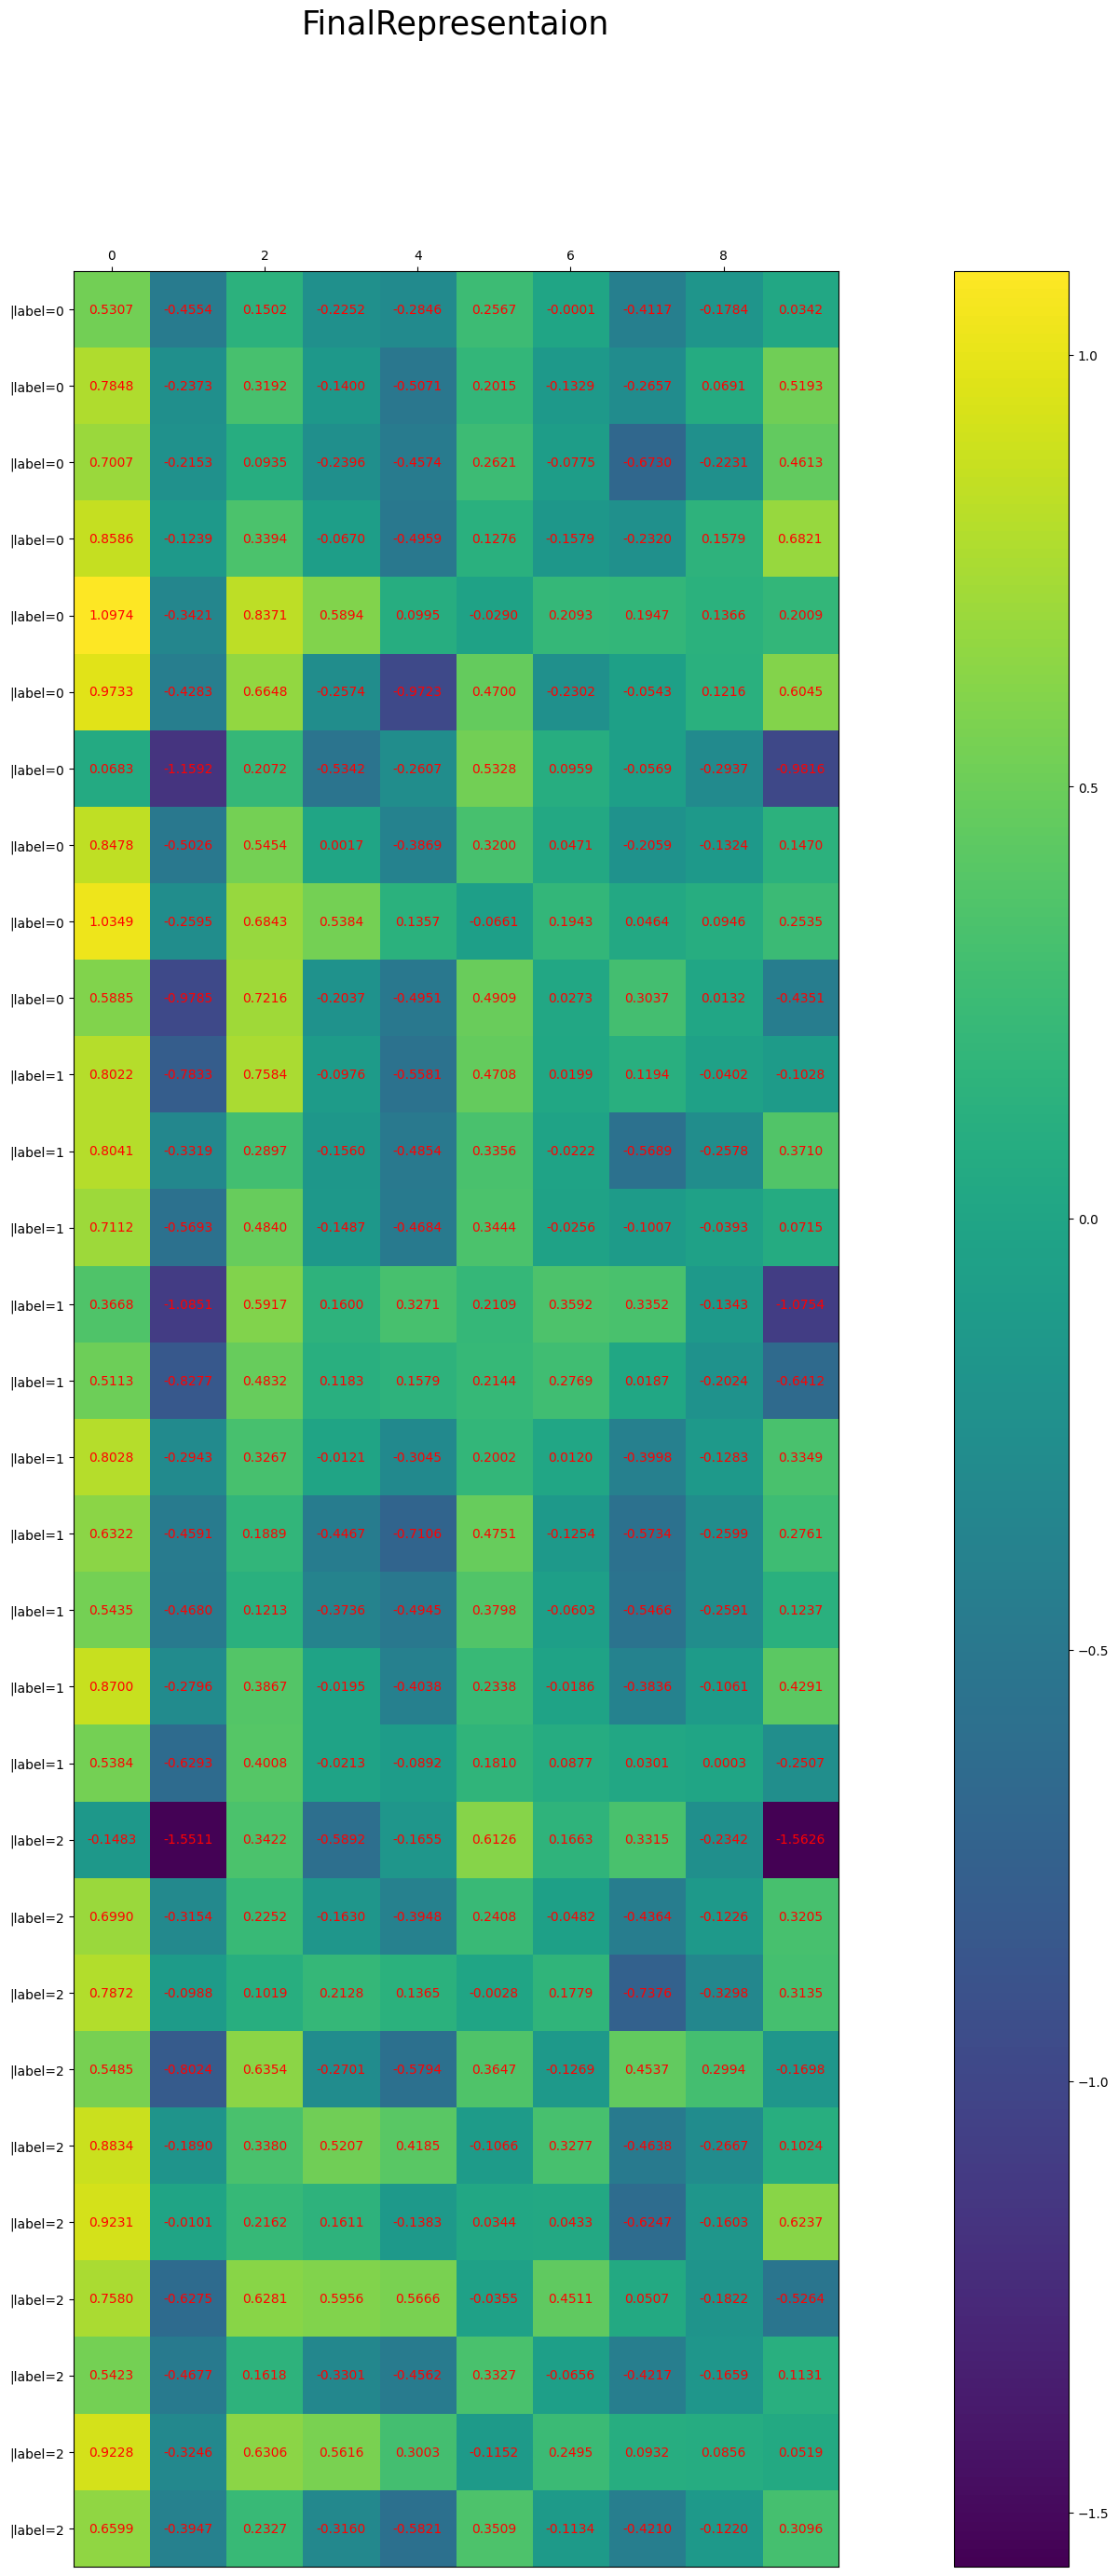 FinalRepresentaion
0 2 4 6 8
|label=0 0.5307 -0.4554 0.1502 -0.2252 -0.2846 0.2567 -0.0001 -0.4117 -0.1784 0.0342
|label=0 0.7848 -0.2373 0.3192 -0.1400 -0.5071 0.2015 -0.1329 -0.2657 0.0691 0.5193
|label=0 0.7007 -0.2153 0.0935 -0.2396 -0.4574 0.2621 -0.0775 -0.6730 -0.2231 0.4613
|label=0 0.8586 -0.1239 0.3394 -0.0670 -0.4959 0.1276 -0.1579 -0.2320 0.1579 0.6821
1.0
|label=0 1.0974 -0.3421 0.8371 0.5894 0.0995 -0.0290 0.2093 0.1947 0.1366 0.2009
|label=0 0.9733 -0.4283 0.6648 -0.2574 0.4700 -0.2302 -0.0543 0.1216 0.6045
|label=0 0.0683 -1.1592 0.2072 -0.5342 -0.2607 0.5328 0.0959 -0.0569 -0.2937 -0.9816
0.5
|label=0 0.8478 -0.5026 0.5454 0.0017 -0.3869 0.3200 0.0471 -0.2059 -0.1324 0.1470
|label=0 1.0349 -0.2595 0.6843 0.5384 0.1357 -0.0661 0.1943 0.0464 0.0946 0.2535
|label=0 0.5885 -0.9785 0.7216 -0.2037 -0.4951 0.4909 0.0273 0.3037 0.0132 -0.4351
|label=1 0.8022 -0.7833 0.7584 -0.0976 -0.5581 0.4708 0.0199 0.1194 -0.0402 -0.1028
|label=1 0.8041 -0.3319 0.2897 -0.1560 -0.4854 0.3356 -0.0222 -0.5689 -0.2578 0.3710
|label=1 0.7112 -0.5693 0.4840 -0.1487 -0.4684 0.3444 -0.0256 -0.1007 -0.0393 0.0715
0.0
|label=1 0.3668 -1.0851 0.5917 0.1600 0.3271 0.2109 0.3592 0.3352 -0.1343 -1.0754
|label=1 0.5113 -0.8277 0.4832 0.1183 0.1579 0.2144 0.2769 0.0187 -0.2024 -0.6412
|label=1 0.8028 -0.2943 0.3267 -0.0121 -0.3045 0.2002 0.0120 -0.3998 -0.1283 0.3349
|label=1 0.6322 -0.4591 0.1889 -0.4467 -0.7106 0.4751 -0.1254 -0.5734 -0.2599 0.2761
|label=1 0.5435 -0.4680 0.1213 -0.3736 -0.4945 0.3798 -0.0603 -0.5466 -0.2591 0.1237
−0.5
|label=1 0.8700 -0.2796 0.3867 -0.0195 -0.4038 0.2338 -0.0186 -0.3836 -0.1061 0.4291
|label=1 0.5384 -0.6293 0.4008 -0.0213 -0.0892 0.1810 0.0877 0.0301 0.0003 -0.2507
|label=2 -0.1483 -1.5511 0.3422 -0.5892 -0.1655 0.6126 0.1663 0.3315 -0.2342 -1.5626
|label=2 0.6990 -0.3154 0.2252 -0.1630 -0.3948 0.2408 -0.0482 -0.4364 -0.1226 0.3205
|label=2 0.7872 -0.0988 0.1019 0.2128 0.1365 -0.0028 0.1779 -0.7376 -0.3298 0.3135
|label=2 0.5485 -0.8024 0.6354 -0.2701 -0.5794 0.3647 -0.1269 0.4537 0.2994 -0.1698
−1.0
|label=2 0.8834 -0.1890 0.3380 0.5207 0.4185 -0.1066 0.3277 -0.4638 -0.2667 0.1024
|label=2 0.9231 -0.0101 0.2162 0.1611 -0.1383 0.0344 0.0433 -0.6247 -0.1603 0.6237
|label=2 0.7580 -0.6275 0.6281 0.5956 0.5666 -0.0355 0.4511 0.0507 -0.1822 -0.5264
|label=2 0.5423 -0.4677 0.1618 -0.3301 -0.4562 0.3327 -0.0656 -0.4217 -0.1659 0.1131
|label=2 0.9228 -0.3246 0.6306 0.5616 0.3003 -0.1152 0.2495 0.0932 0.0856 0.0519
−1.5
|label=2 0.6599 -0.3947 0.2327 -0.3160 -0.5821 0.3509 -0.1134 -0.4210 -0.1220 0.3096